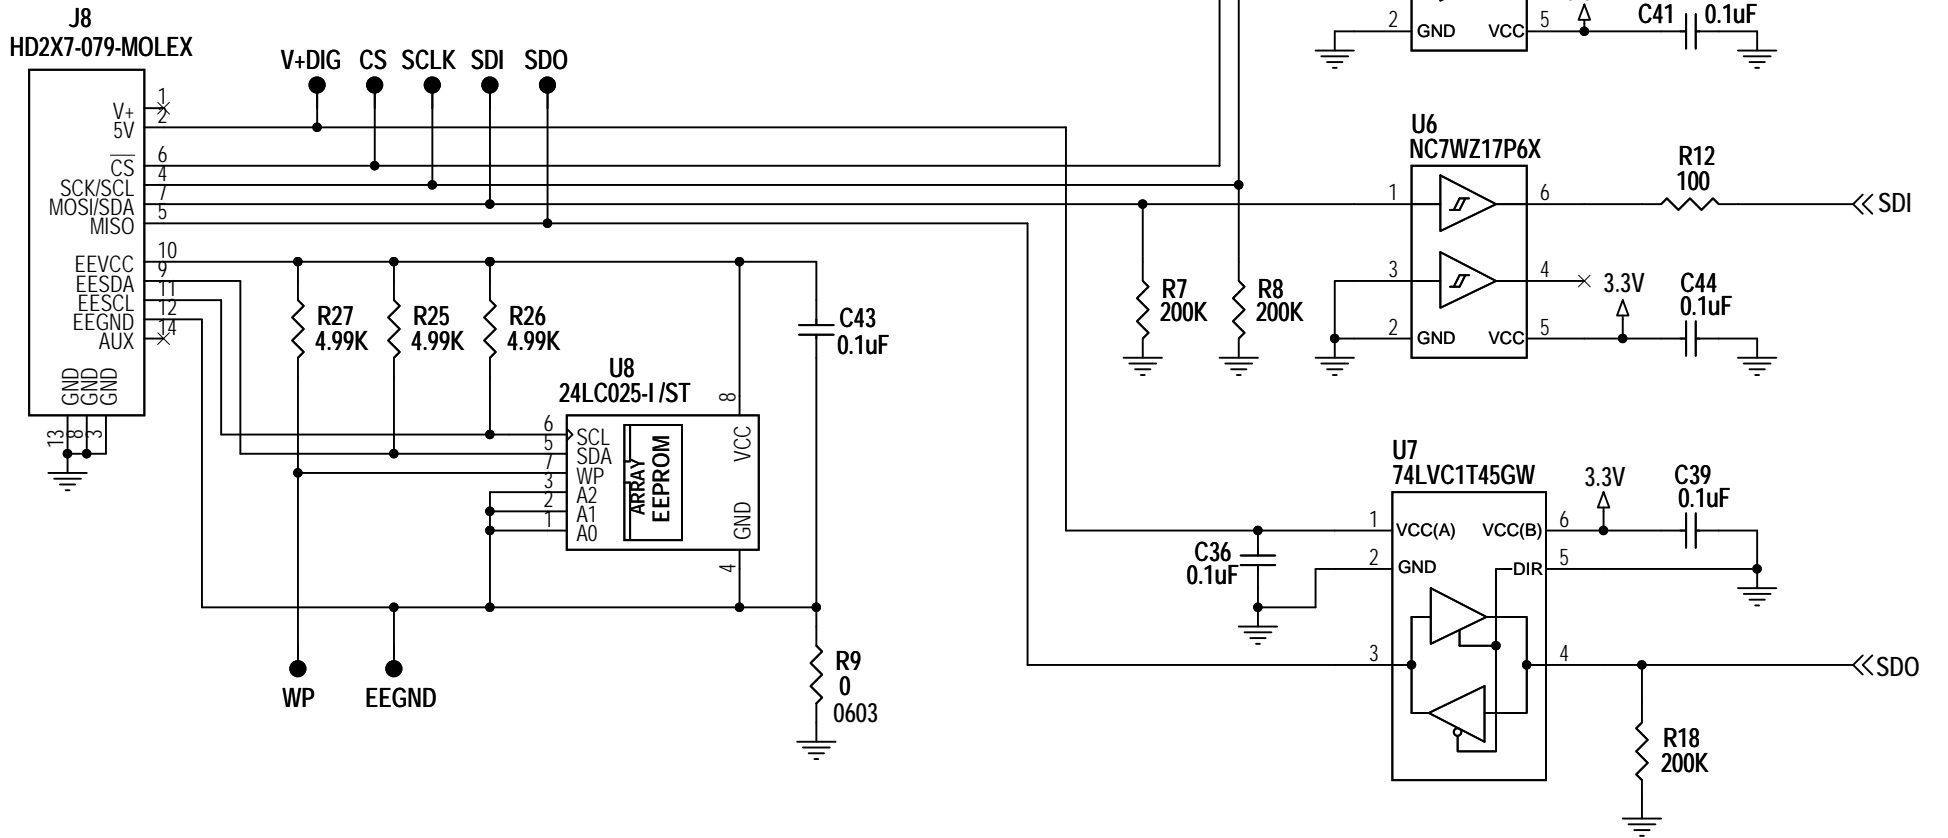 J8
HD2X7-079-MOLEX
V+ 1
5V 2
CS 6
SCK/SCL 4
MOSI/SDA 7
MISO 5
EEVCC 10
EESDA 9
EESCL 11
EEGND 12
AUX 14
GND GND GND
13 8 3
V+DIG CS SCLK SDI SDO
R27
4.99K
R25
4.99K
R26
4.99K
C43
0.1uF
U8
24LC025-I/ST
6 SCL
5 SDA
7 WP
3 A2
2 A1
1 A0
ARRAY
EEPROM
8 VCC
GND 4
WP
EEGND
R9
0
0603
2 GND VCC 5
C41 0.1uF
U6
NC7WZ17P6X
1 6
3 4
2 GND VCC 5
R12
100
SDI
3.3V
C44
0.1uF
R7
200K
R8
200K
U7
74LVC1T45GW
1 VCC(A) VCC(B) 6
2 GND DIR 5
3 4
3.3V
C39
0.1uF
C36
0.1uF
SDO
R18
200K